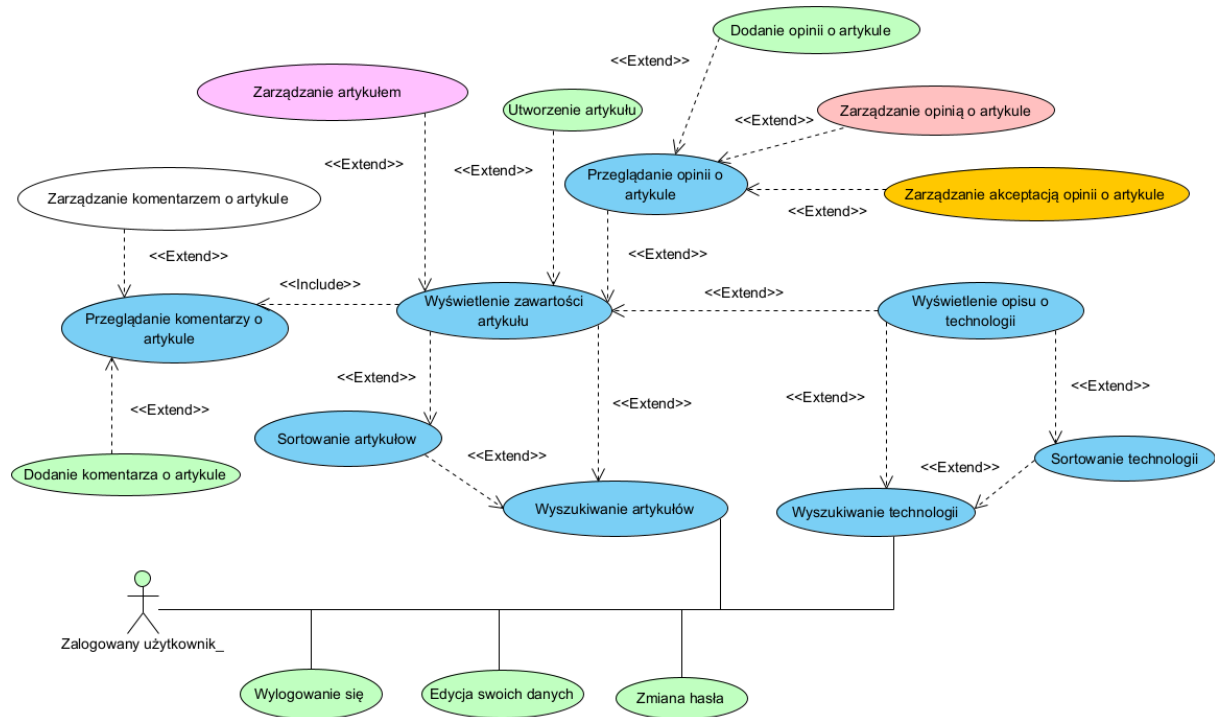 Dodanie opinii o artykule
<<Extend>>
Zarządzanie artykułem
Utworzenie artykułu
Zarządzanie opinią o artykule
<<Extend>>
<<Extend>>
<<Extend>>
Przeglądanie opinii o
artykule
Zarządzanie komentarzem o artykule
Zarządzanie akceptacją opinii o artykule
<<Extend>>
<<Extend>>
<<Extend>>
<<Include>>
<<Extend>>
Wyświetlenie zawartości
artykułu
Wyświetlenie opisu o
technologii
Przeglądanie komentarzy o
artykule
<<Extend>>
<<Extend>>
<<Extend>>
<<Extend>>
<<Extend>>
Sortowanie artykułow
<<Extend>>
<<Extend>>
Sortowanie technologii
Dodanie komentarza o artykule
Wyszukiwanie artykułów
Wyszukiwanie technologii
Zalogowany użytkownik_
Wylogowanie się
Edycja swoich danych
Zmiana hasła